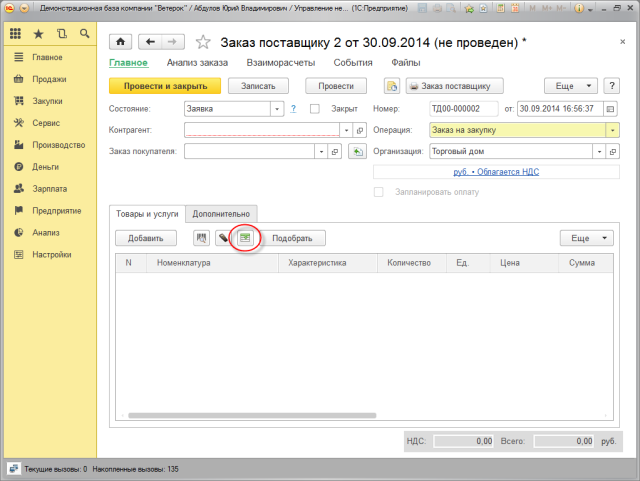 Демонстрационная база компании "Ветерок" / Абдулов Юрий Владимирович / Управление не... (1С:Предприятие)
M M+ M-
Главное
Продажи
Закупки
Сервис
Производство
Деньги
Зарплата
Предприятие
Анализ
Настройки
Заказ поставщику 2 от 30.09.2014 (не проведен) *
Главное Анализ заказа Взаиморасчеты События Файлы
Провести и закрыть Записать Провести Заказ поставщику Еще ?
Состояние: Заявка ? Закрыт Номер: ТД00-000002 от: 30.09.2014 16:56:37
Контрагент: Операция: Заказ на закупку
Заказ покупателя: Организация: Торговый дом
руб. • Облагается НДС
Запланировать оплату
Товары и услуги Дополнительно
Добавить Подобрать Еще
N Номенклатура Характеристика Количество Ед. Цена Сумма
НДС: 0,00 Всего: 0,00 руб.
Текущие вызовы: 0 Накопленные вызовы: 135